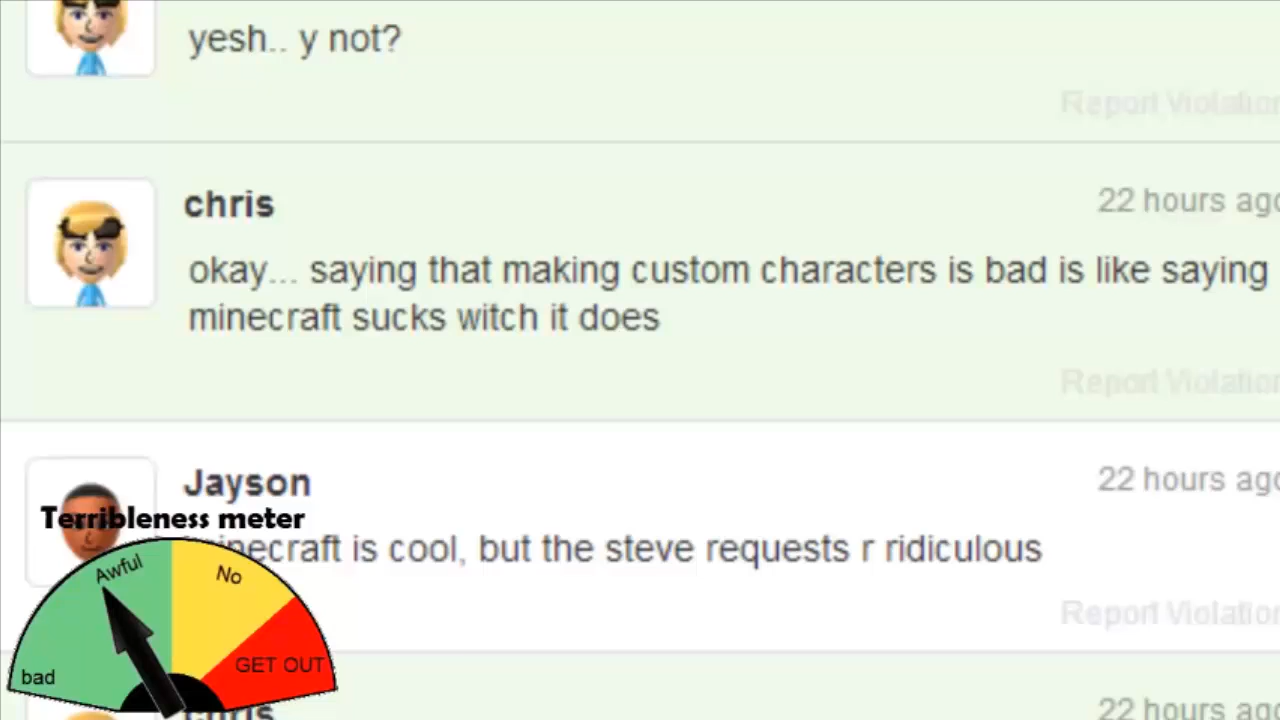 yesh.. y not?
Report Violation
chris
22 hours ago
okay... saying that making custom characters is bad is like saying
minecraft sucks witch it does
Report Violation
Jayson
22 hours ago
Terribleness meter
minecraft is cool, but the steve requests r ridiculous
Awful
No
Report Violation
GET OUT
bad
chris
22 hours ago